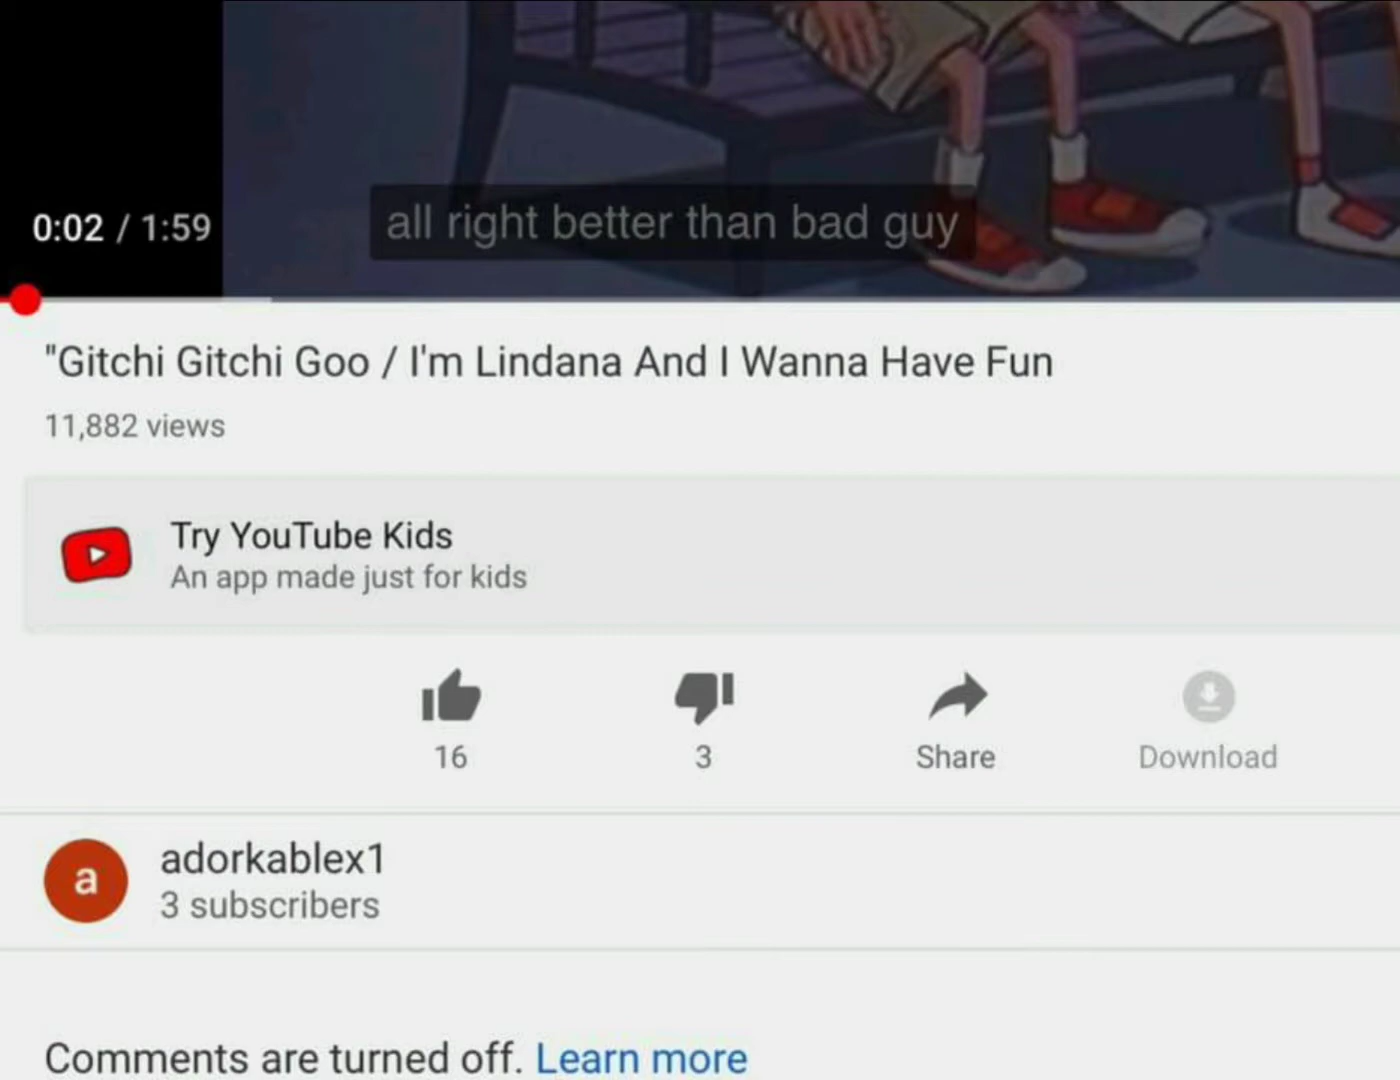 all right better than bad guy
0:02 / 1:59
"Gitchi Gitchi Goo / I'm Lindana And I Wanna Have Fun
11,882 views
Try YouTube Kids
An app made just for kids
16
3
Share
Download
a
adorkablex1
3 subscribers
Comments are turned off. Learn more